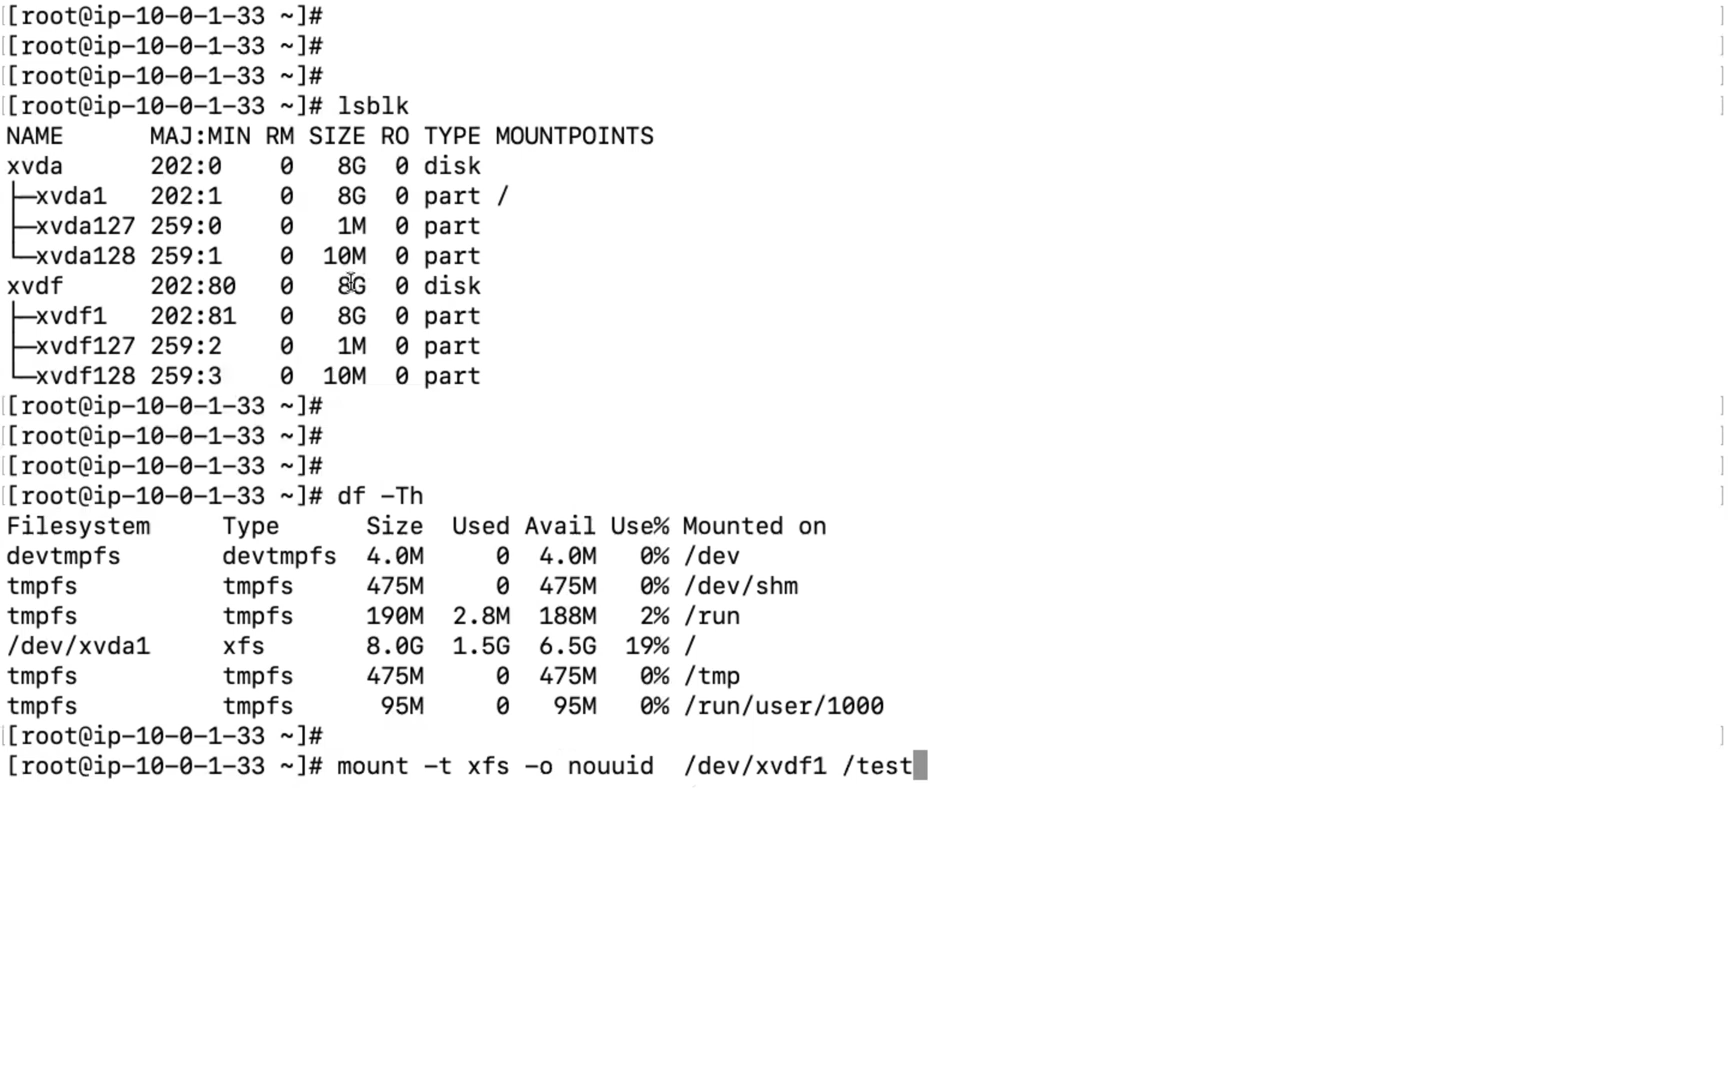 [root@ip-10-0-1-33 ~]#
[root@ip-10-0-1-33 ~]#
[root@ip-10-0-1-33 ~]#
[root@ip-10-0-1-33 ~]# lsblk
NAME      MAJ:MIN RM SIZE RO TYPE MOUNTPOINTS
xvda      202:0    0   8G  0 disk
├─xvda1   202:1    0   8G  0 part /
├─xvda127 259:0    0   1M  0 part
└─xvda128 259:1    0  10M  0 part
xvdf      202:80   0   8G  0 disk
├─xvdf1   202:81   0   8G  0 part
├─xvdf127 259:2    0   1M  0 part
└─xvdf128 259:3    0  10M  0 part
[root@ip-10-0-1-33 ~]#
[root@ip-10-0-1-33 ~]#
[root@ip-10-0-1-33 ~]#
[root@ip-10-0-1-33 ~]# df -Th
Filesystem     Type      Size  Used Avail Use% Mounted on
devtmpfs       devtmpfs  4.0M     0  4.0M   0% /dev
tmpfs          tmpfs     475M     0  475M   0% /dev/shm
tmpfs          tmpfs     190M  2.8M  188M   2% /run
/dev/xvda1     xfs       8.0G  1.5G  6.5G  19% /
tmpfs          tmpfs     475M     0  475M   0% /tmp
tmpfs          tmpfs      95M     0   95M   0% /run/user/1000
[root@ip-10-0-1-33 ~]#
[root@ip-10-0-1-33 ~]# mount -t xfs -o nouuid  /dev/xvdf1 /test